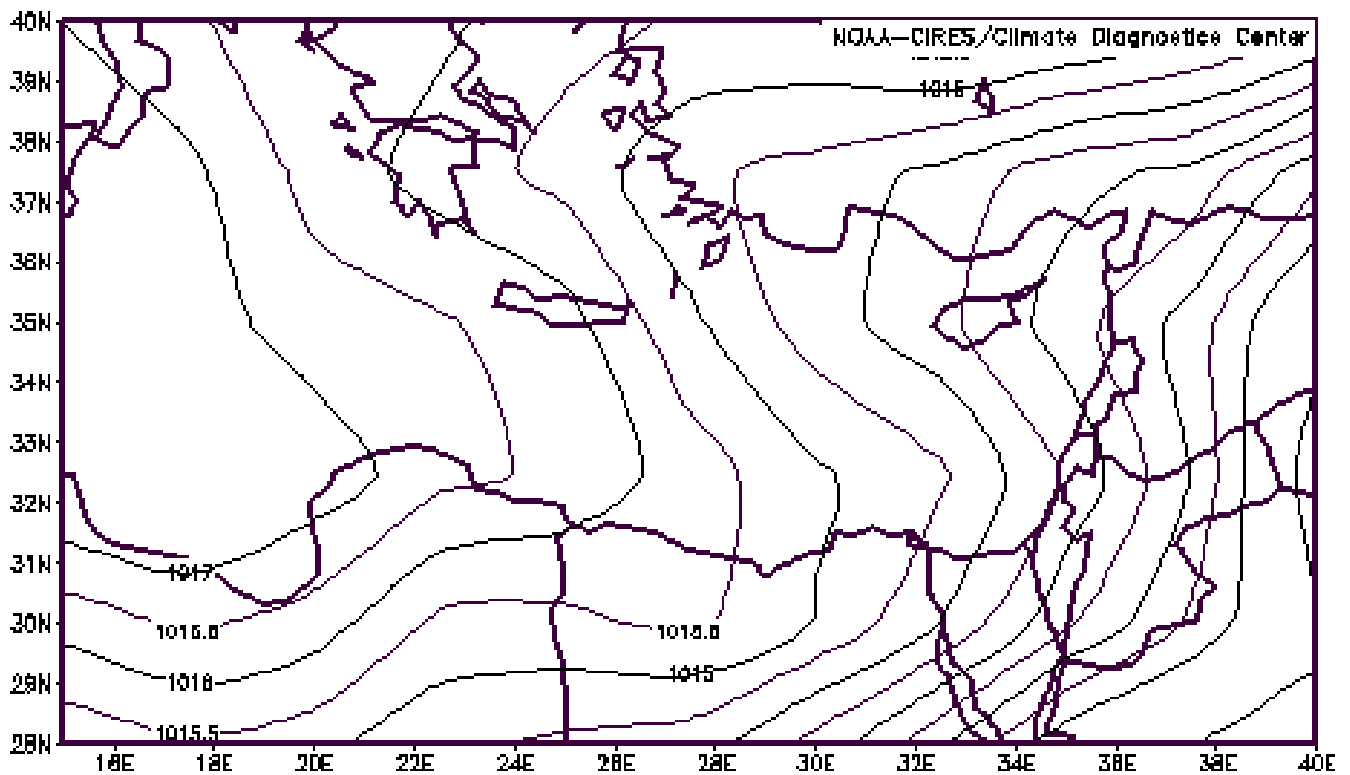 40N
NOAA-CIRES/Climate Diagnostics Center
39N
1015
38N
37N
36N
35N
34N
33N
32N
31N
1017
30N
1016.5 1015.5
29N
1016 1015
1015.5
28N
16E 18E 20E 22E 24E 26E 28E 30E 32E 34E 36E 38E 40E